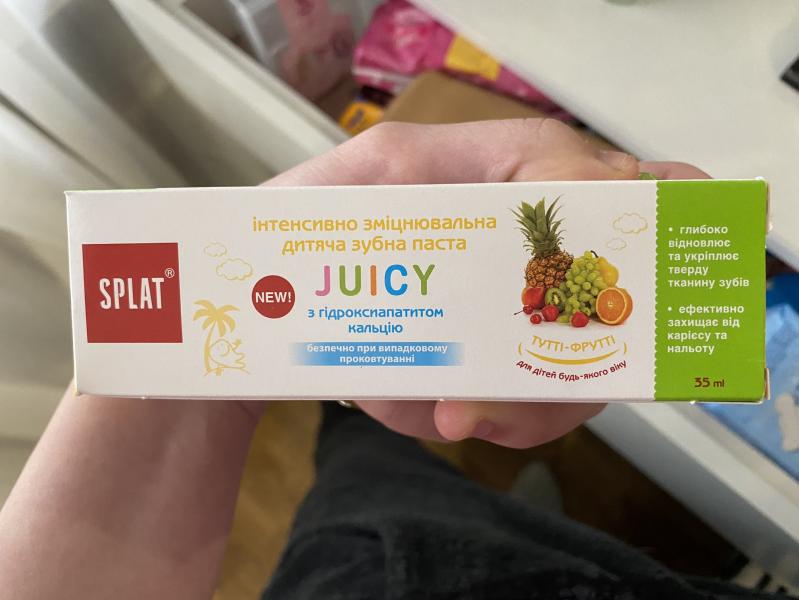 SPLAT®
інтенсивно зміцнювальна
дитяча зубна паста
NEW!
JUICY
з гідроксиапатитом
кальцію
безпечно при випадковому
проковтуванні
ТУТТІ-ФРУТТІ
для дітей будь-якого віку
• глибоко
відновлює
та укріплює
тверду
тканину зубів
• ефективно
захищає від
карієсу та
нальоту
35 ml